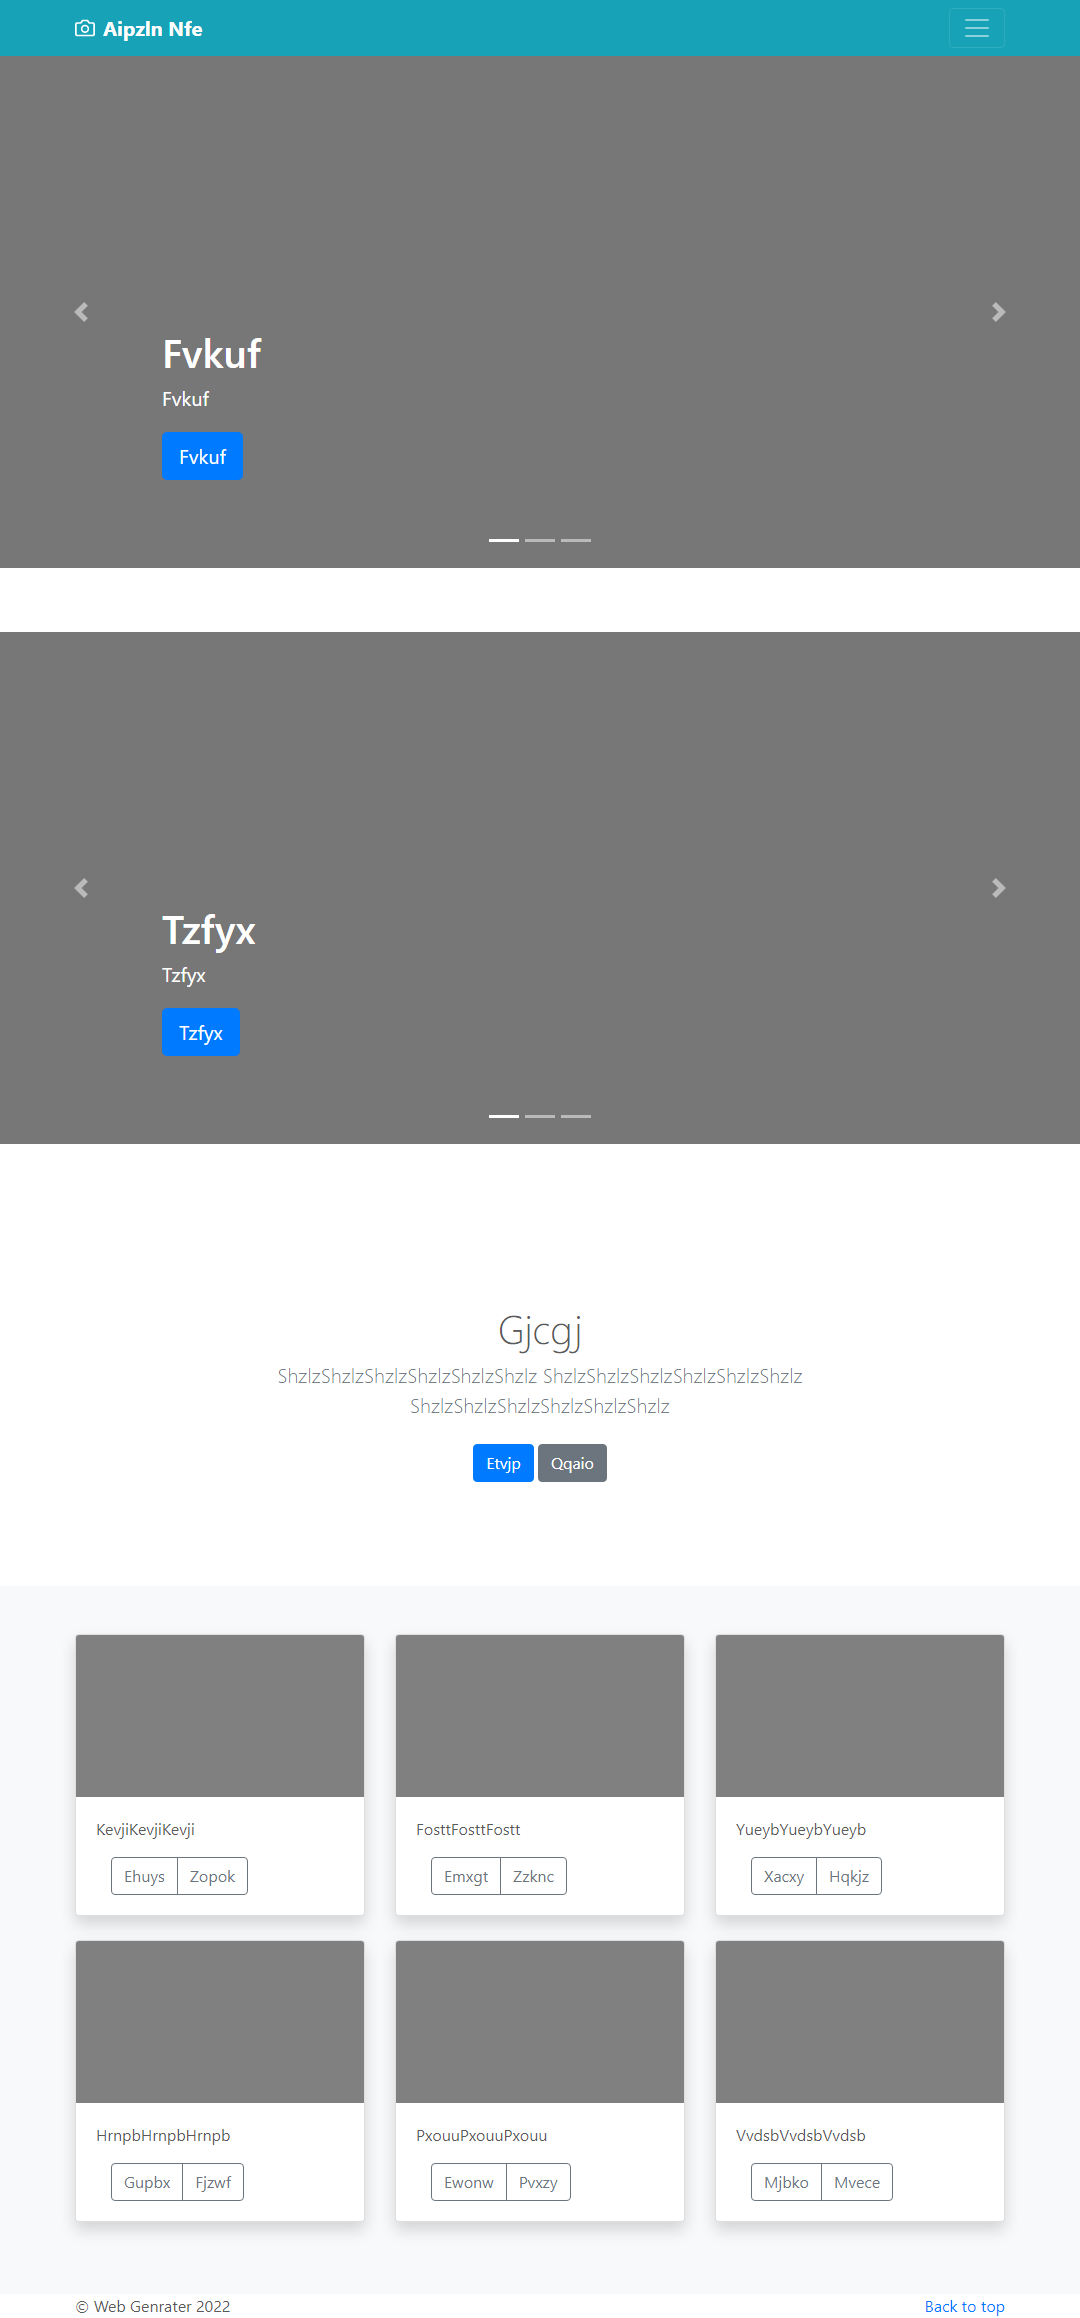 Aipzln Nfe
Fvkuf
Fvkuf
Fvkuf
Tzfyx
Tzfyx
Tzfyx
Gjcgj
ShzlzShzlzShzlzShzlzShzlzShzlz ShzlzShzlzShzlzShzlzShzlzShzlz
ShzlzShzlzShzlzShzlzShzlzShzlz
Etvjp Qqaio
KevjiKevjiKevji
Ehuys Zopok
FosttFosttFostt
Emxgt Zzknc
YueybYueybYueyb
Xacxy Hqkjz
HrnpbHrnpbHrnpb
Gupbx Fjzwf
PxouuPxouuPxouu
Ewonw Pvxzy
VvdsbVvdsbVvdsb
Mjbko Mvece
© Web Genrater 2022
Back to top